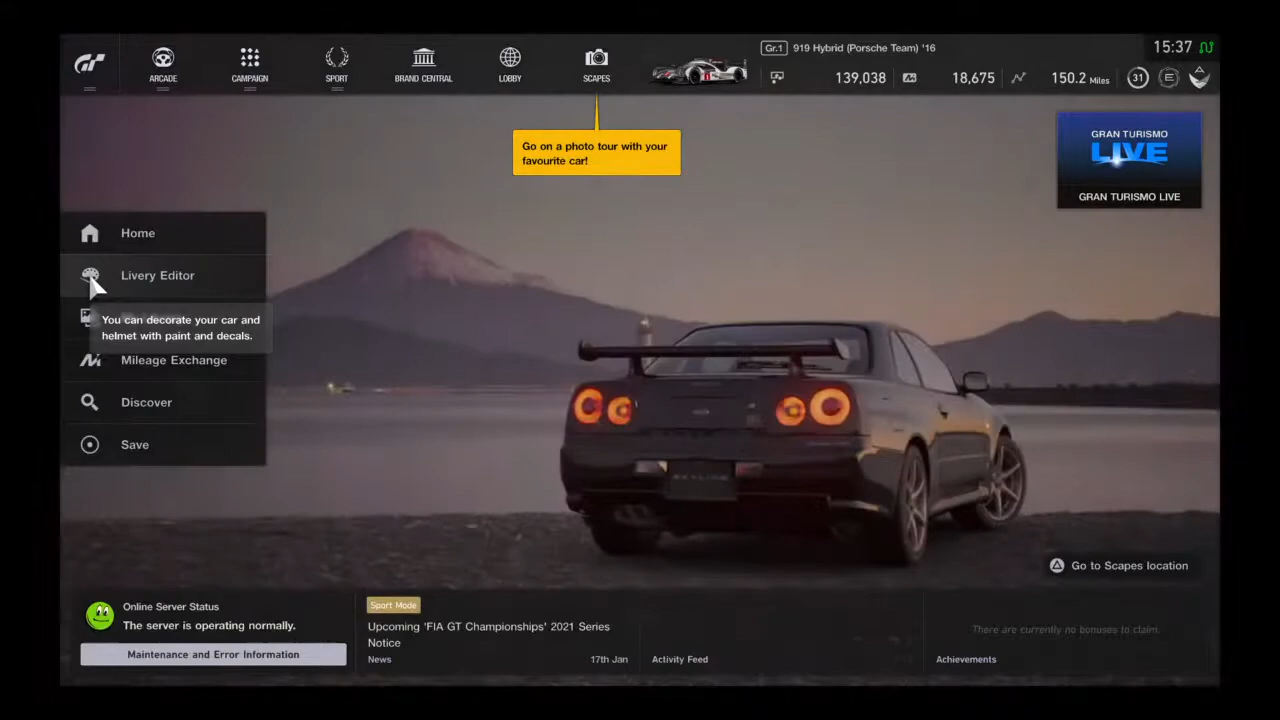 ARCADE
CAMPAIGN
SPORT
BRAND CENTRAL
LOBBY
SCAPES
Gr.1 919 Hybrid (Porsche Team) '16
139,038
18,675
150.2 Miles
31
E
15:37
Go on a photo tour with your
favourite car!
GRAN TURISMO
LIVE
GRAN TURISMO LIVE
Home
Livery Editor
You can decorate your car and
helmet with paint and decals.
Mileage Exchange
Discover
Save
SKYLINE
Go to Scapes location
Online Server Status
The server is operating normally.
Maintenance and Error Information
Sport Mode
Upcoming 'FIA GT Championships' 2021 Series
Notice
News
17th Jan
Activity Feed
There are currently no bonuses to claim.
Achievements